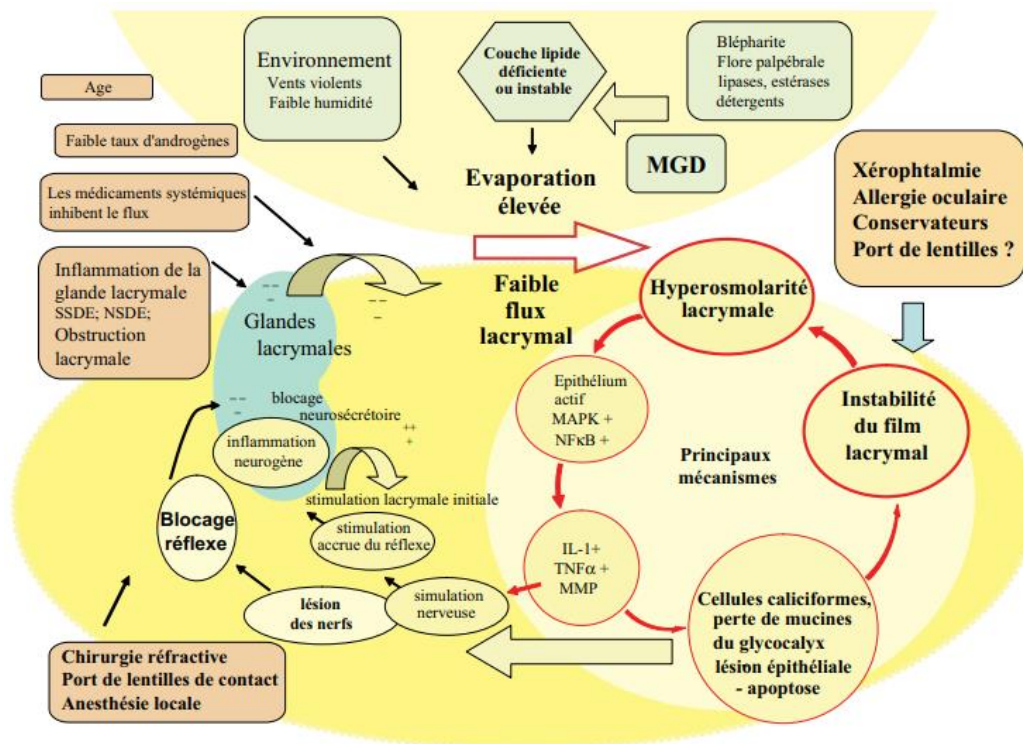 Environnement
Vents violents
Faible humidité
Couche lipide
déficiente
ou instable
Blépharite
Flore palpébrale
lipases, estérases
détergents
MGD
Age
Faible taux d'androgènes
Les médicaments systémiques
inhibent le flux
Inflammation de la
glande lacrymale
SSDE; NSDE;
Obstruction
lacrymale
Evaporation
élevée
Xérophtalmie
Allergie oculaire
Conservateurs
Port de lentilles ?
-- 
-
Glandes
lacrymales
--
-
Faible
flux
lacrymal
Hyperosmolarité
lacrymale
Epithélium
actif
MAPK +
NFκB +
Instabilité
du film
lacrymal
Principaux
mécanismes
--
-
blocage
neurosécrétoire
++
+
inflammation
neurogène
stimulation lacrymale initiale
Blocage
réflexe
stimulation
accrue du réflexe
IL-1+
TNFα +
MMP
lésion
des nerfs
simulation
nerveuse
Cellules caliciformes,
perte de mucines
du glycocalyx
lésion épithéliale
- apoptose
Chirurgie réfractive
Port de lentilles de contact
Anesthésie locale